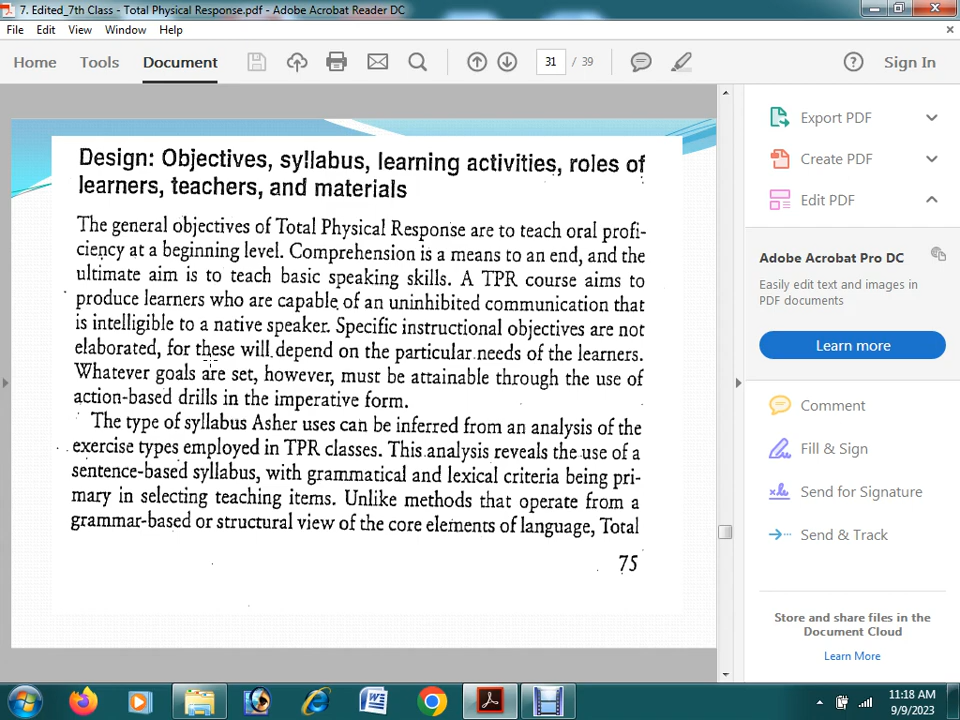 7. Edited_7th Class - Total Physical Response.pdf - Adobe Acrobat Reader DC
File Edit View Window Help
Home Tools Document 31 / 39 Sign In
Design: Objectives, syllabus, learning activities, roles of
learners, teachers, and materials
The general objectives of Total Physical Response are to teach oral profi-
ciency at a beginning level. Comprehension is a means to an end, and the
ultimate aim is to teach basic speaking skills. A TPR course aims to
produce learners who are capable of an uninhibited communication that
is intelligible to a native speaker. Specific instructional objectives are not
elaborated, for these will depend on the particular needs of the learners.
Whatever goals are set, however, must be attainable through the use of
action-based drills in the imperative form.
The type of syllabus Asher uses can be inferred from an analysis of the
exercise types employed in TPR classes. This analysis reveals the use of a
sentence-based syllabus, with grammatical and lexical criteria being pri-
mary in selecting teaching items. Unlike methods that operate from a
grammar-based or structural view of the core elements of language, Total
75
Export PDF
Create PDF
Edit PDF
Adobe Acrobat Pro DC
Easily edit text and images in
PDF documents
Learn more
Comment
Fill & Sign
Send for Signature
Send & Track
Store and share files in the
Document Cloud
Learn More
11:18 AM
9/9/2023